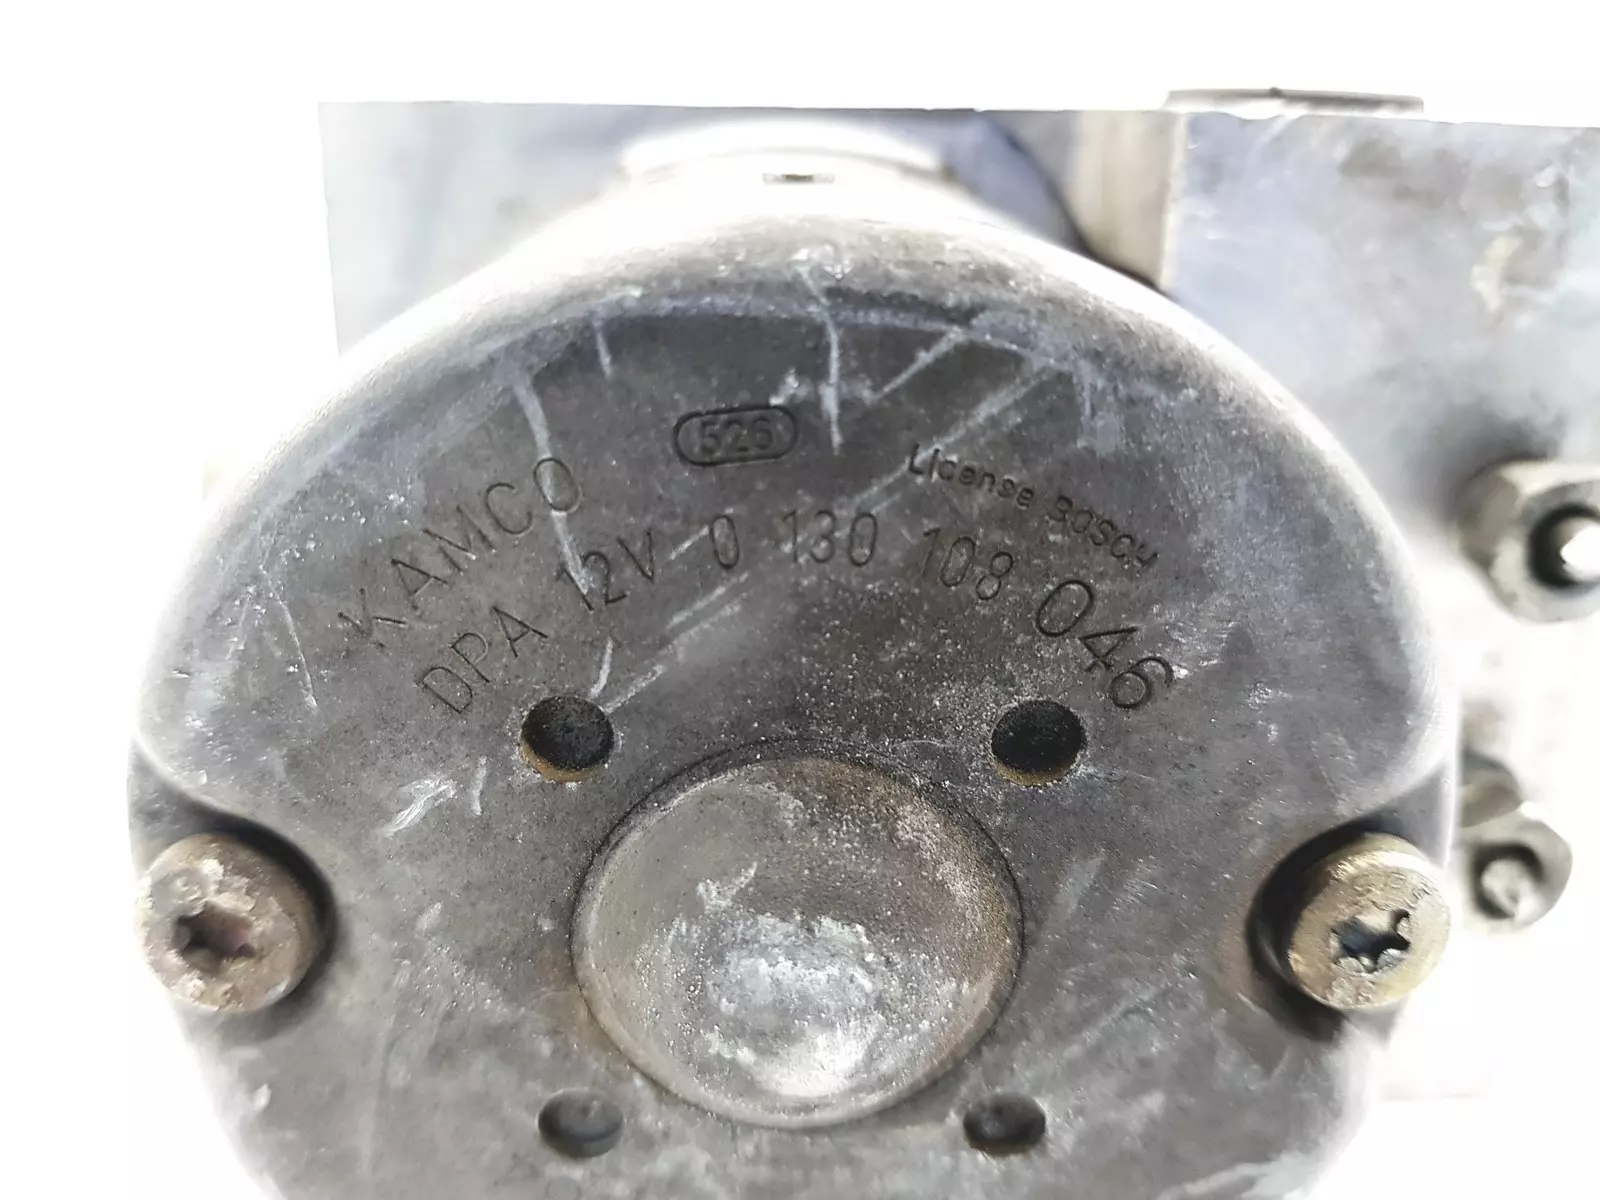 526
KAMCO
License BOSCH
DPA 12V 0 130 108 046